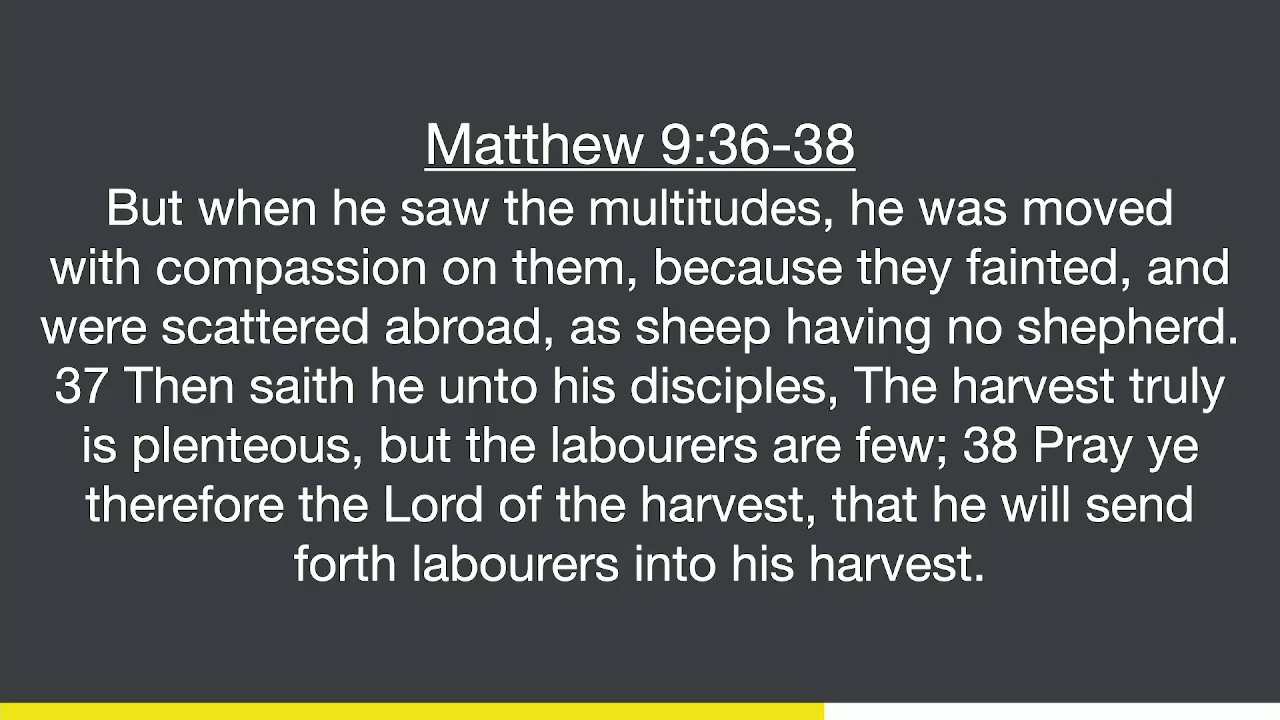 Matthew 9:36-38
But when he saw the multitudes, he was moved
with compassion on them, because they fainted, and
were scattered abroad, as sheep having no shepherd.
37 Then saith he unto his disciples, The harvest truly
is plenteous, but the labourers are few; 38 Pray ye
therefore the Lord of the harvest, that he will send
forth labourers into his harvest.